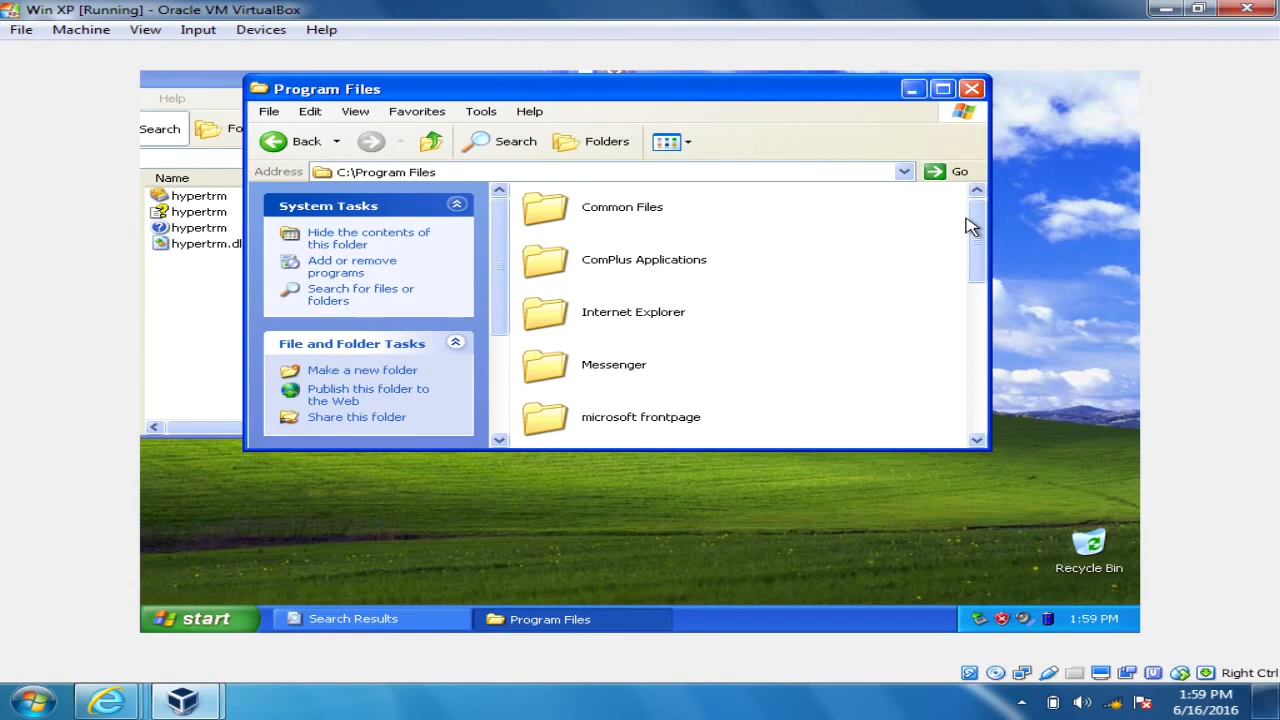 Win XP [Running] - Oracle VM VirtualBox
File Machine View Input Devices Help
Help
Search Fo
Name
hypertrm
hypertrm
hypertrm
hypertrm.dl
Program Files
File Edit View Favorites Tools Help
Back Search Folders
Address C:\Program Files Go
System Tasks
Hide the contents of
this folder
Add or remove
programs
Search for files or
folders
File and Folder Tasks
Make a new folder
Publish this folder to
the Web
Share this folder
Common Files
ComPlus Applications
Internet Explorer
Messenger
microsoft frontpage
Recycle Bin
start Search Results Program Files 1:59 PM
Right Ctrl
1:59 PM
6/16/2016